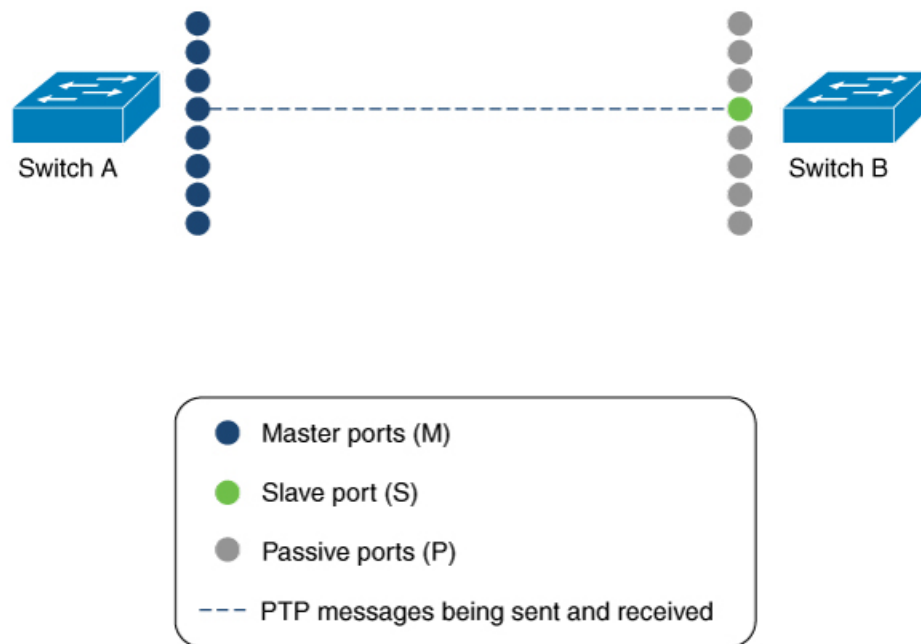 Switch A
Switch B
Master ports (M)
Slave port (S)
Passive ports (P)
PTP messages being sent and received